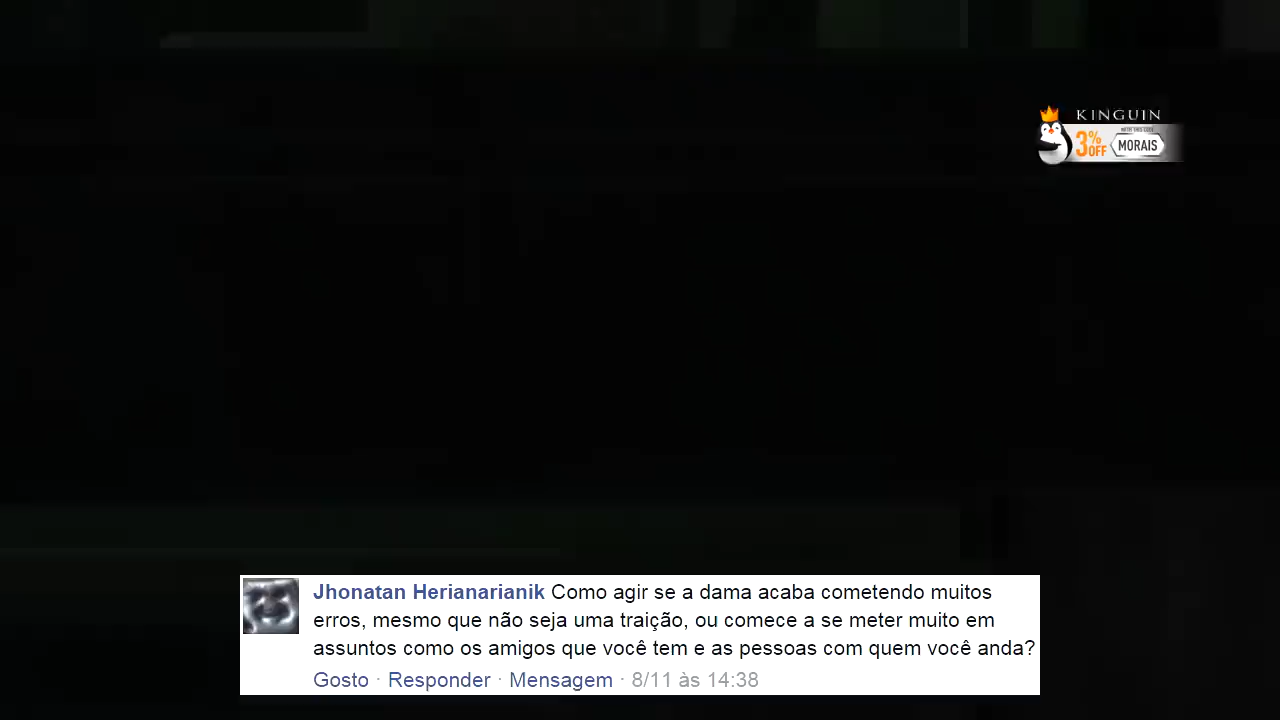 KINGUIN
3% OFF
MORAIS
Jhonatan Herianarianik Como agir se a dama acaba cometendo muitos
erros, mesmo que não seja uma traição, ou comece a se meter muito em
assuntos como os amigos que você tem e as pessoas com quem você anda?
Gosto · Responder · Mensagem · 8/11 às 14:38